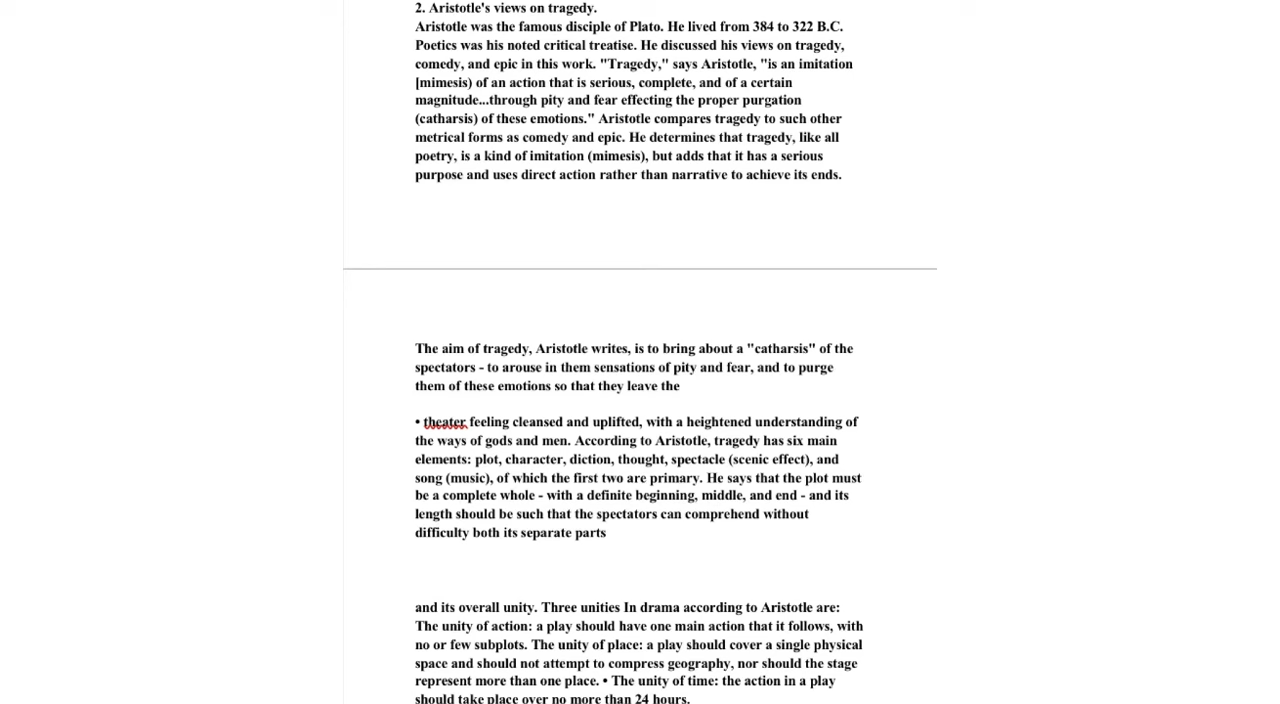 2. Aristotle's views on tragedy.
Aristotle was the famous disciple of Plato. He lived from 384 to 322 B.C.
Poetics was his noted critical treatise. He discussed his views on tragedy,
comedy, and epic in this work. "Tragedy," says Aristotle, "is an imitation
[mimesis) of an action that is serious, complete, and of a certain
magnitude...through pity and fear effecting the proper purgation
(catharsis) of these emotions." Aristotle compares tragedy to such other
metrical forms as comedy and epic. He determines that tragedy, like all
poetry, is a kind of imitation (mimesis), but adds that it has a serious
purpose and uses direct action rather than narrative to achieve its ends.
The aim of tragedy, Aristotle writes, is to bring about a "catharsis" of the
spectators - to arouse in them sensations of pity and fear, and to purge
them of these emotions so that they leave the
• theater feeling cleansed and uplifted, with a heightened understanding of
the ways of gods and men. According to Aristotle, tragedy has six main
elements: plot, character, diction, thought, spectacle (scenic effect), and
song (music), of which the first two are primary. He says that the plot must
be a complete whole - with a definite beginning, middle, and end - and its
length should be such that the spectators can comprehend without
difficulty both its separate parts
and its overall unity. Three unities In drama according to Aristotle are:
The unity of action: a play should have one main action that it follows, with
no or few subplots. The unity of place: a play should cover a single physical
space and should not attempt to compress geography, nor should the stage
represent more than one place. • The unity of time: the action in a play
should take place over no more than 24 hours.